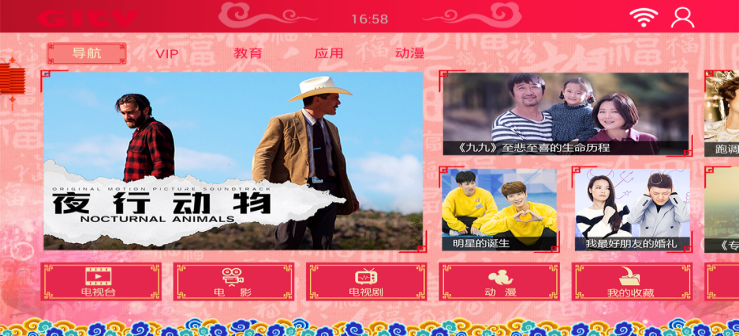 GITV
16:58
导航 VIP 教育 应用 动漫
ORIGINAL MOTION PICTURE SOUNDTRACK
夜行动物
NOCTURNAL ANIMALS
《九九》至悲至喜的生命历程
跑调
明星的诞生
我最好朋友的婚礼
《专
电视台 电影 电视剧 动漫 我的收藏